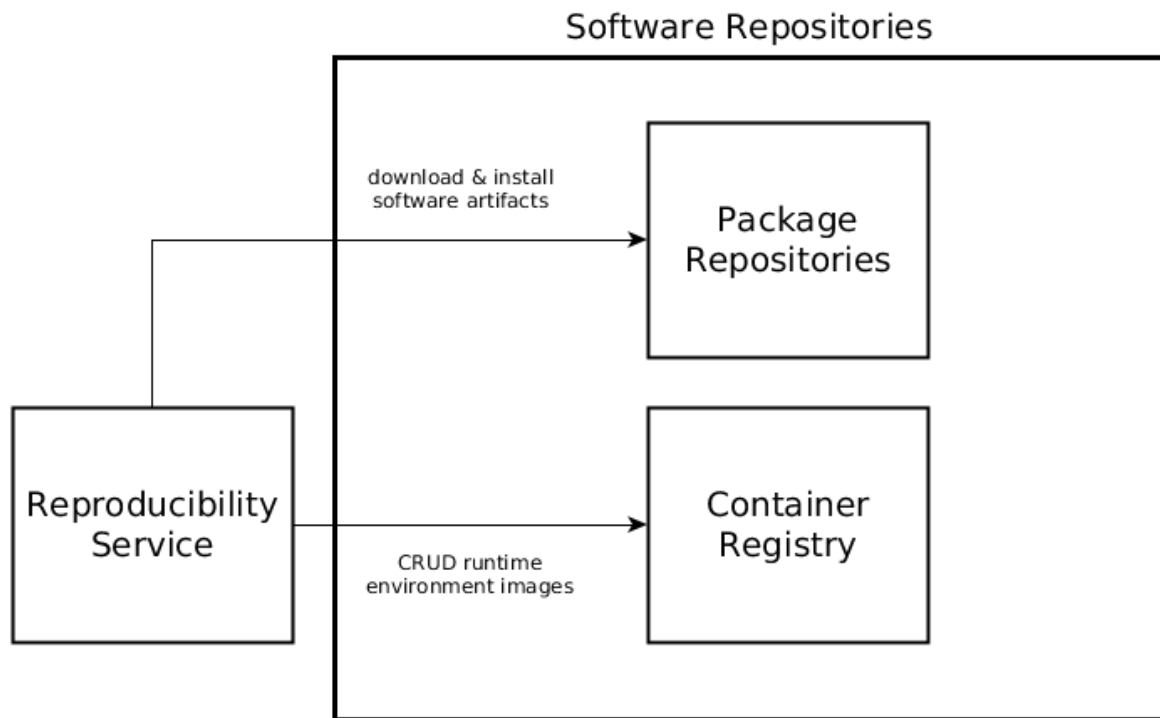 Software Repositories
download & install
software artifacts
Package
Repositories
Reproducibility
Service
Container
Registry
CRUD runtime
environment images